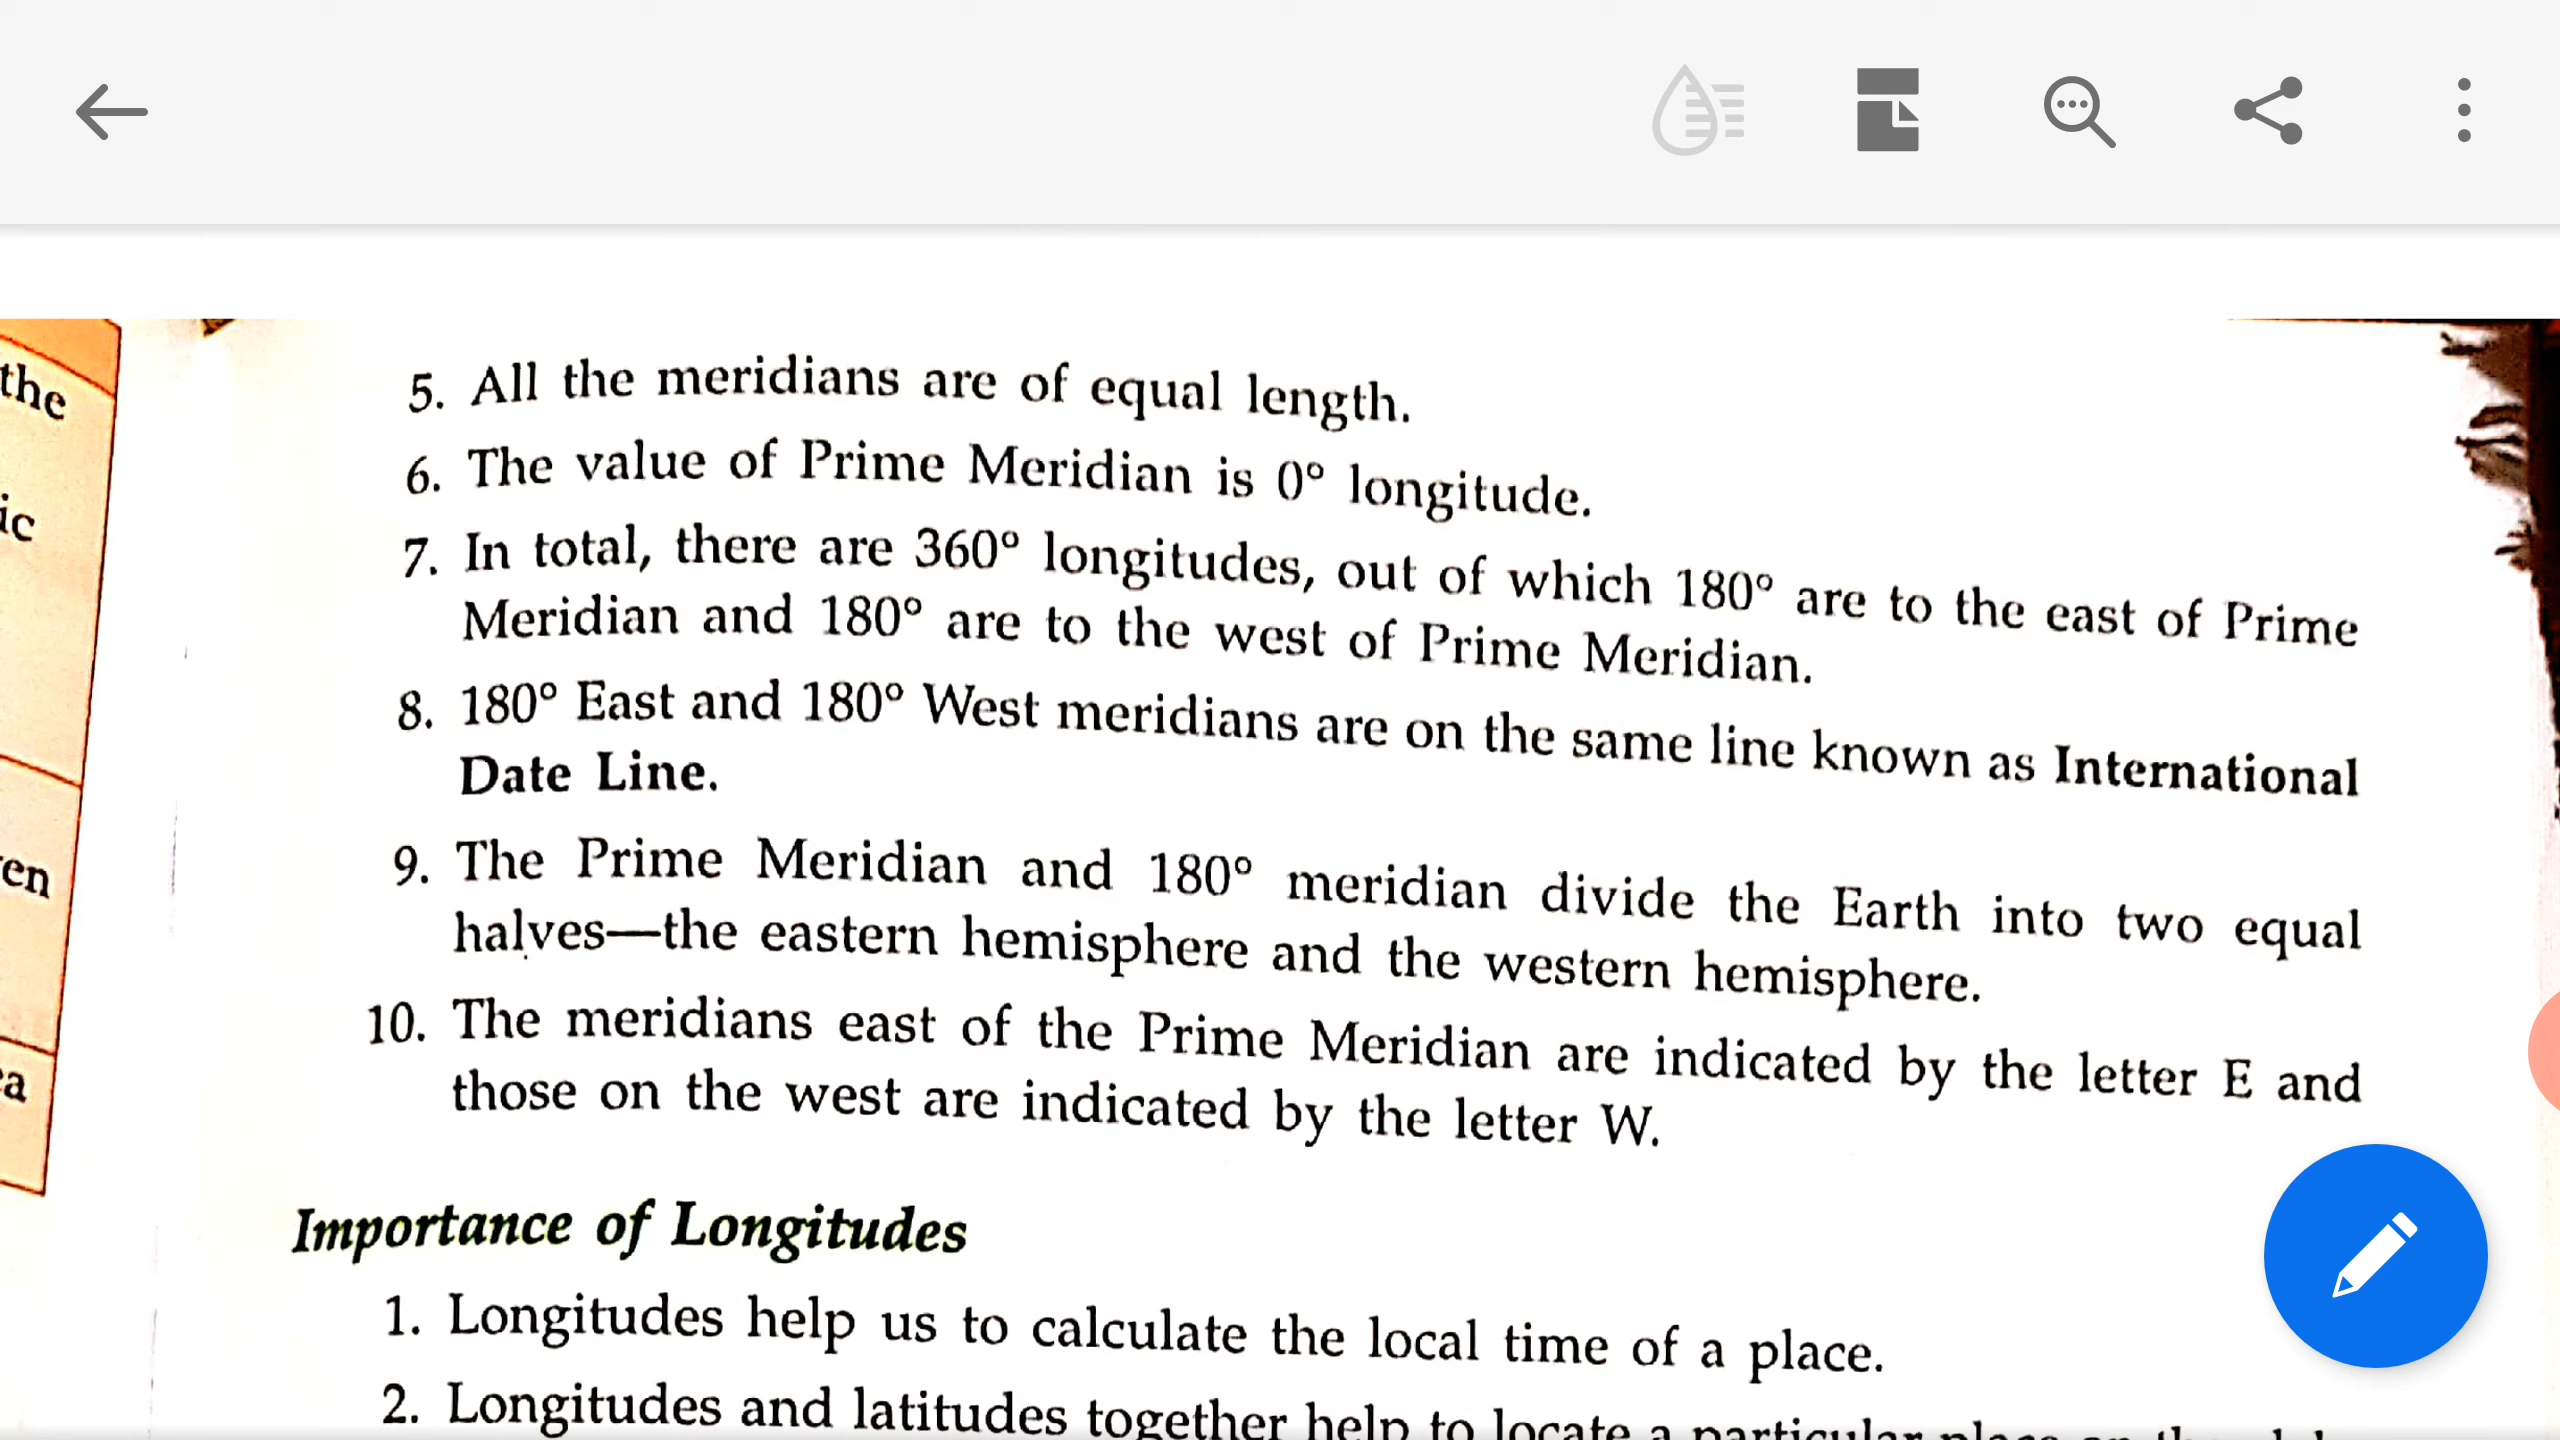 the
ic
en
a
5. All the meridians are of equal length.
6. The value of Prime Meridian is 0° longitude.
7. In total, there are 360° longitudes, out of which 180° are to the east of Prime
Meridian and 180° are to the west of Prime Meridian.
8. 180° East and 180° West meridians are on the same line known as International
Date Line.
9. The Prime Meridian and 180° meridian divide the Earth into two equal
halves—the eastern hemisphere and the western hemisphere.
10. The meridians east of the Prime Meridian are indicated by the letter E and
those on the west are indicated by the letter W.
Importance of Longitudes
1. Longitudes help us to calculate the local time of a place.
2. Longitudes and latitudes together help to locate a particular place